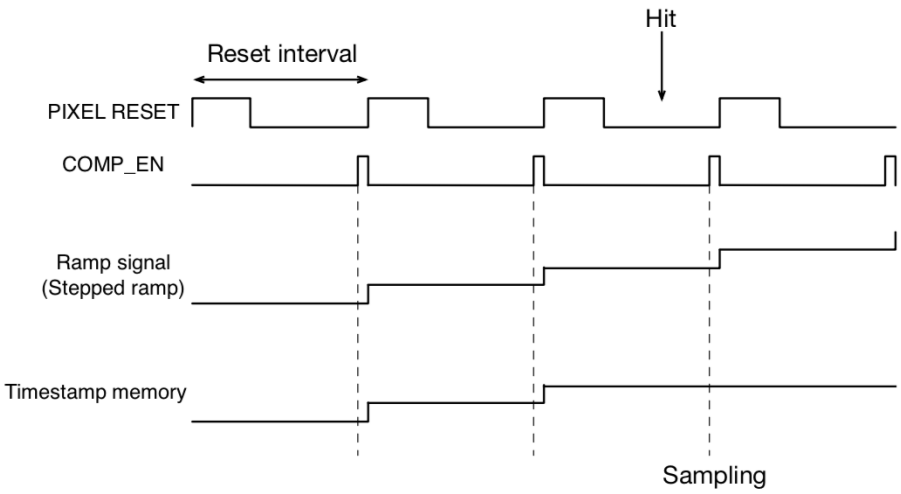 Hit
Reset interval
PIXEL RESET
COMP_EN
Ramp signal
(Stepped ramp)
Timestamp memory
Sampling